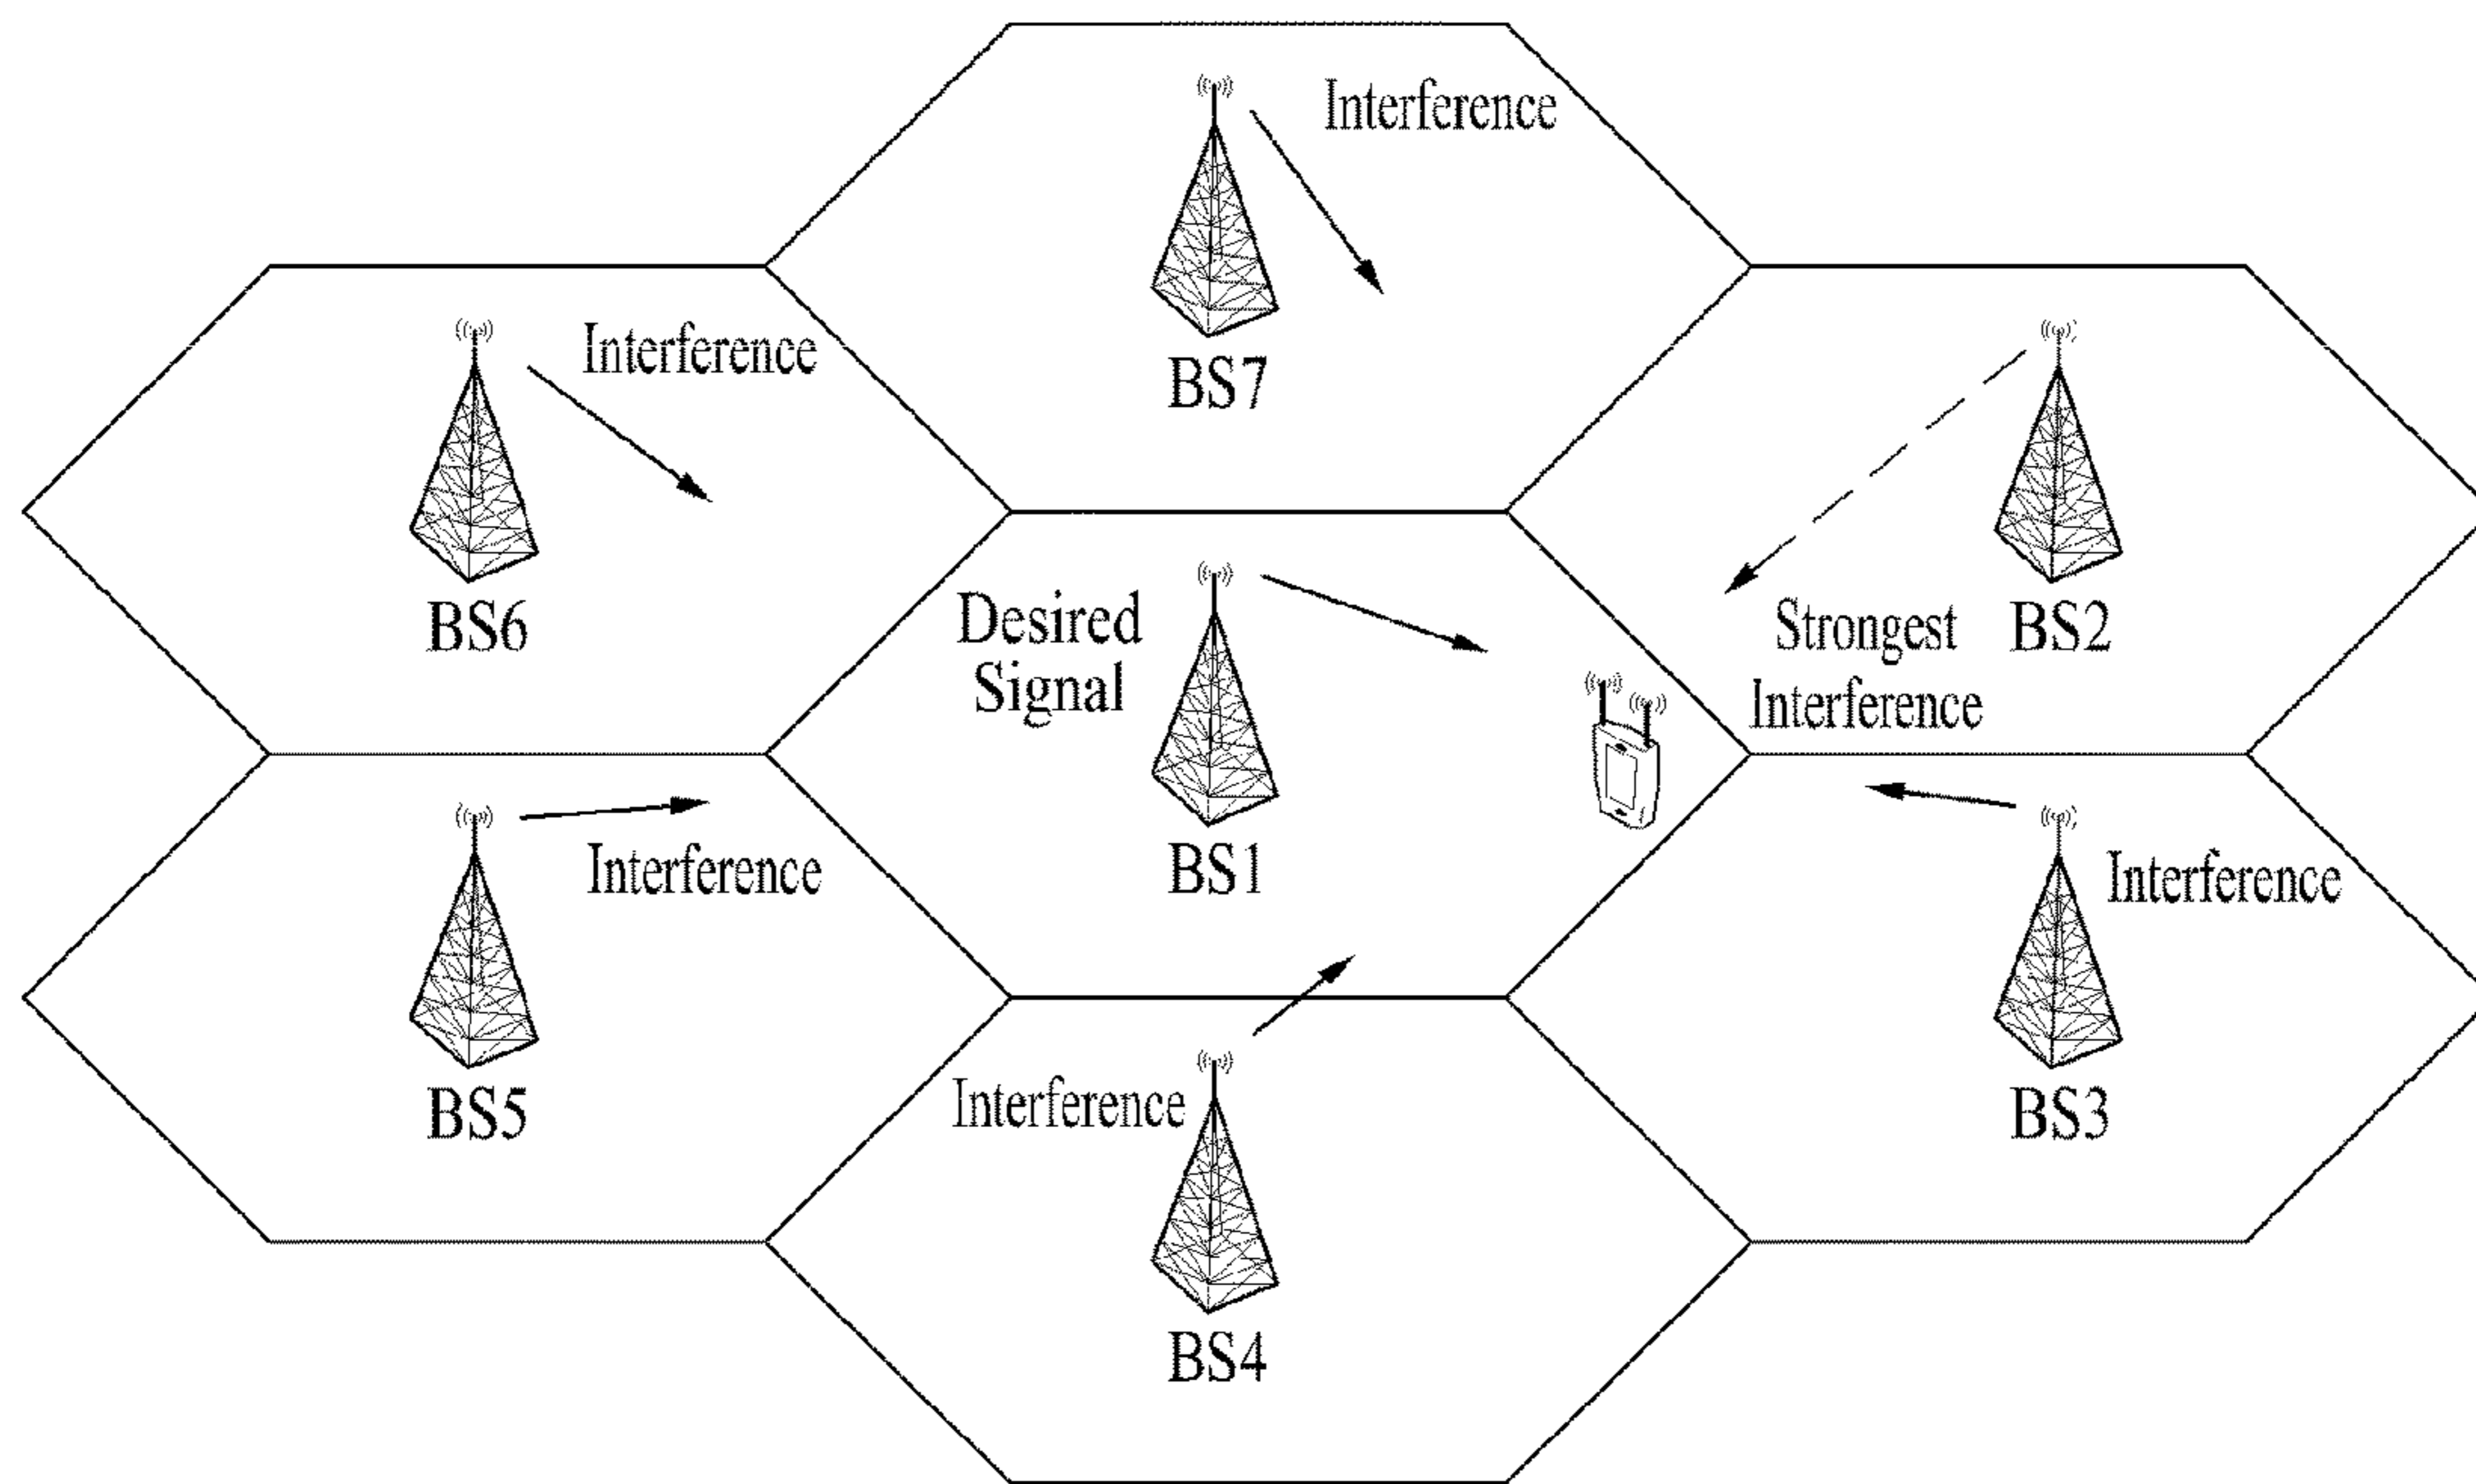 Interference
BS7
Interference
BS6
Desired
Signal
BS1
Strongest
Interference
BS2
Interference
BS5
Interference
BS3
Interference
BS4